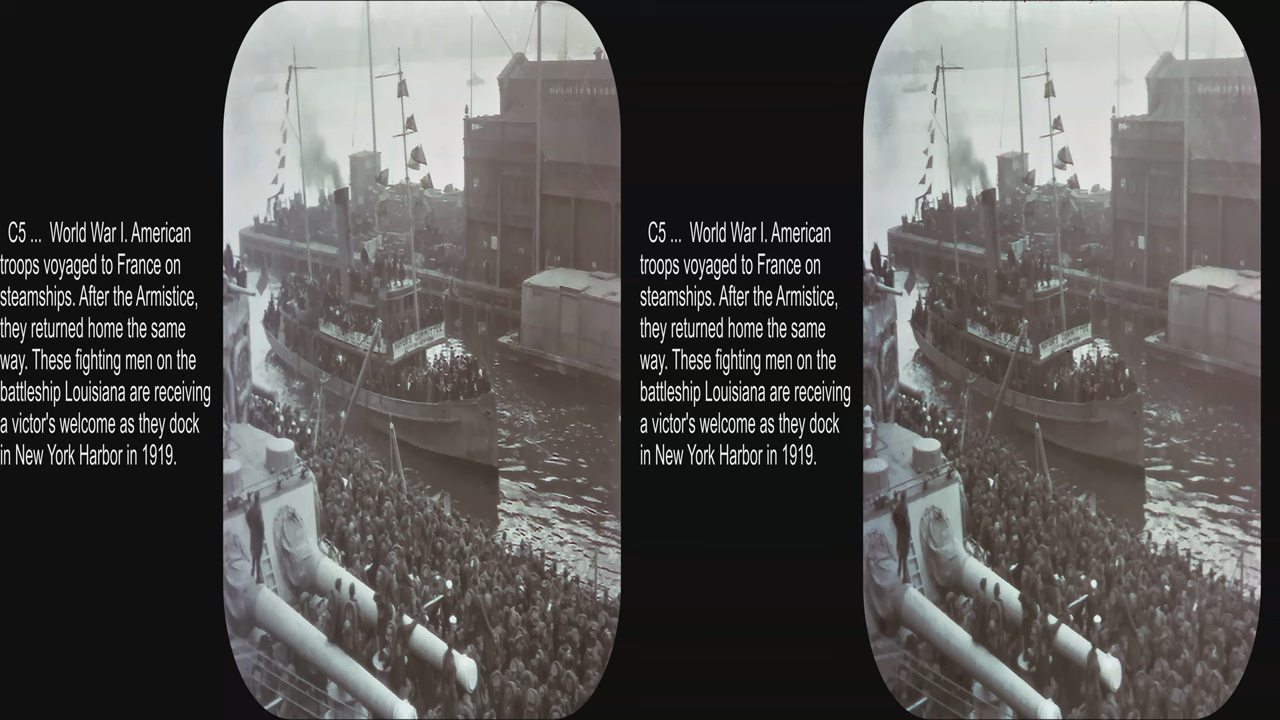 C5 ... World War I. American
troops voyaged to France on
steamships. After the Armistice,
they returned home the same
way. These fighting men on the
battleship Louisiana are receiving
a victor's welcome as they dock
in New York Harbor in 1919.
C5 ... World War I. American
troops voyaged to France on
steamships. After the Armistice,
they returned home the same
way. These fighting men on the
battleship Louisiana are receiving
a victor's welcome as they dock
in New York Harbor in 1919.